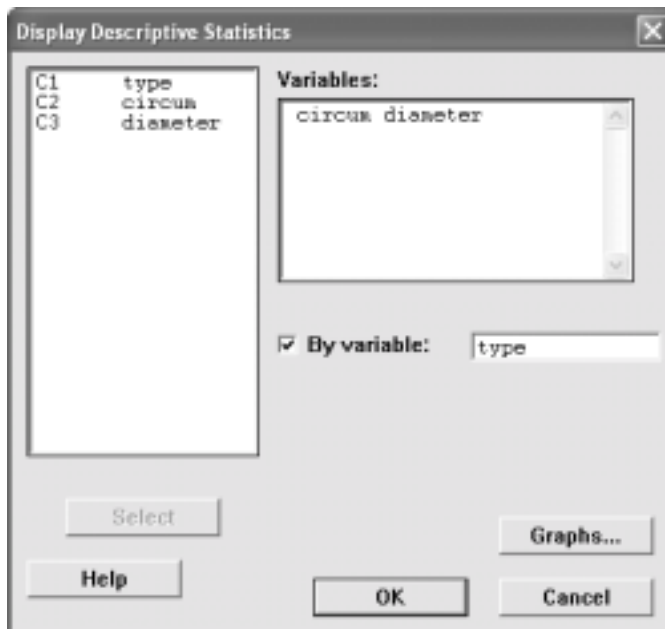 Display Descriptive Statistics
C1 type
C2 circum
C3 diameter
Variables:
circum diameter
By variable: type
Select
Graphs...
Help
OK
Cancel